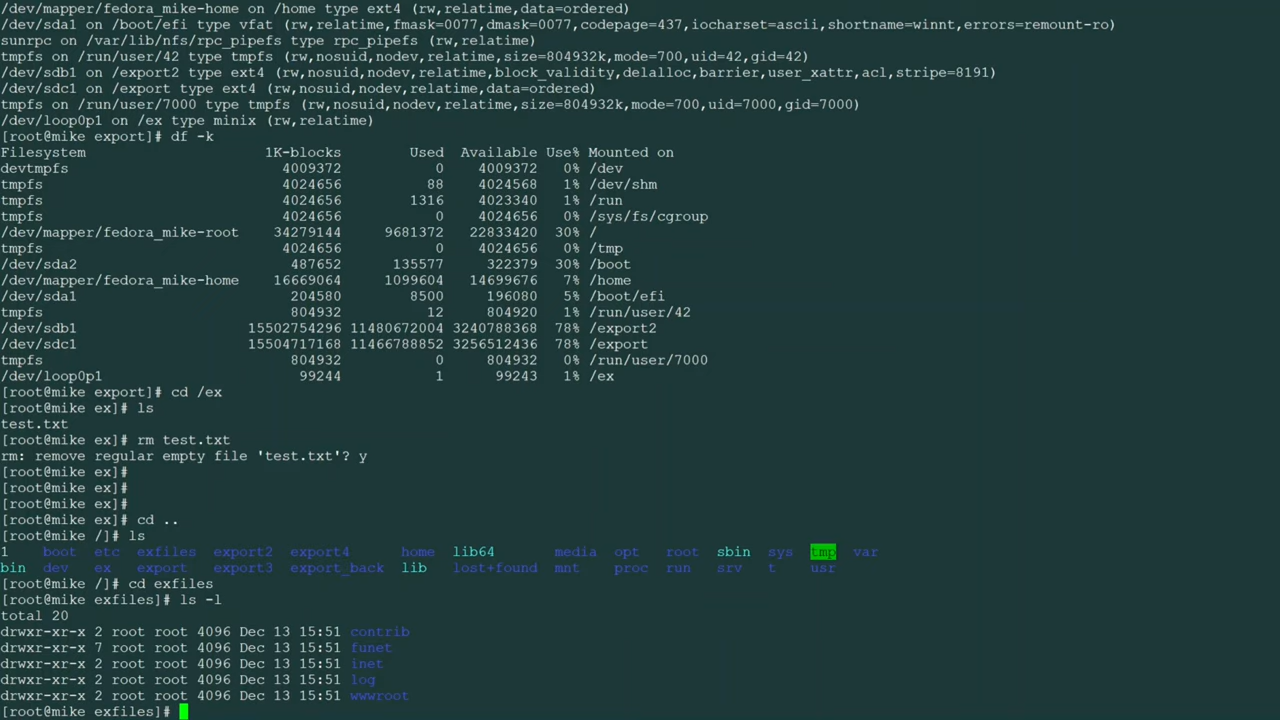 /dev/mapper/fedora_mike-home on /home type ext4 (rw,relatime,data=ordered)
/dev/sda1 on /boot/efi type vfat (rw,relatime,fmask=0077,dmask=0077,codepage=437,iocharset=ascii,shortname=winnt,errors=remount-ro)
sunrpc on /var/lib/nfs/rpc_pipefs type rpc_pipefs (rw,relatime)
tmpfs on /run/user/42 type tmpfs (rw,nosuid,nodev,relatime,size=804932k,mode=700,uid=42,gid=42)
/dev/sdb1 on /export2 type ext4 (rw,nosuid,nodev,relatime,block_validity,delalloc,barrier,user_xattr,acl,stripe=8191)
/dev/sdc1 on /export type ext4 (rw,nosuid,nodev,relatime,data=ordered)
tmpfs on /run/user/7000 type tmpfs (rw,nosuid,nodev,relatime,size=804932k,mode=700,uid=7000,gid=7000)
/dev/loop0p1 on /ex type minix (rw,relatime)
[root@mike export]# df -k
Filesystem 1K-blocks Used Available Use% Mounted on
devtmpfs 4009372 0 4009372 0% /dev
tmpfs 4024656 88 4024568 1% /dev/shm
tmpfs 4024656 1316 4023340 1% /run
tmpfs 4024656 0 4024656 0% /sys/fs/cgroup
/dev/mapper/fedora_mike-root 34279144 9681372 22833420 30% /
tmpfs 4024656 0 4024656 0% /tmp
/dev/sda2 487652 135577 322379 30% /boot
/dev/mapper/fedora_mike-home 16669064 1099604 14699676 7% /home
/dev/sda1 204580 8500 196080 5% /boot/efi
tmpfs 804932 12 804920 1% /run/user/42
/dev/sdb1 15502754296 11480672004 3240788368 78% /export2
/dev/sdc1 15504717168 11466788852 3256512436 78% /export
tmpfs 804932 0 804932 0% /run/user/7000
/dev/loop0p1 99244 1 99243 1% /ex
[root@mike export]# cd /ex
[root@mike ex]# ls
test.txt
[root@mike ex]# rm test.txt
rm: remove regular empty file 'test.txt'? y
[root@mike ex]#
[root@mike ex]#
[root@mike ex]#
[root@mike ex]# cd ..
[root@mike /]# ls
1 boot etc exfiles export2 export4 home lib64 media opt root sbin sys tmp var
bin dev ex export export3 export_back lib lost+found mnt proc run srv t usr
[root@mike /]# cd exfiles
[root@mike exfiles]# ls -l
total 20
drwxr-xr-x 2 root root 4096 Dec 13 15:51 contrib
drwxr-xr-x 7 root root 4096 Dec 13 15:51 funet
drwxr-xr-x 2 root root 4096 Dec 13 15:51 inet
drwxr-xr-x 2 root root 4096 Dec 13 15:51 log
drwxr-xr-x 2 root root 4096 Dec 13 15:51 wwwroot
[root@mike exfiles]#